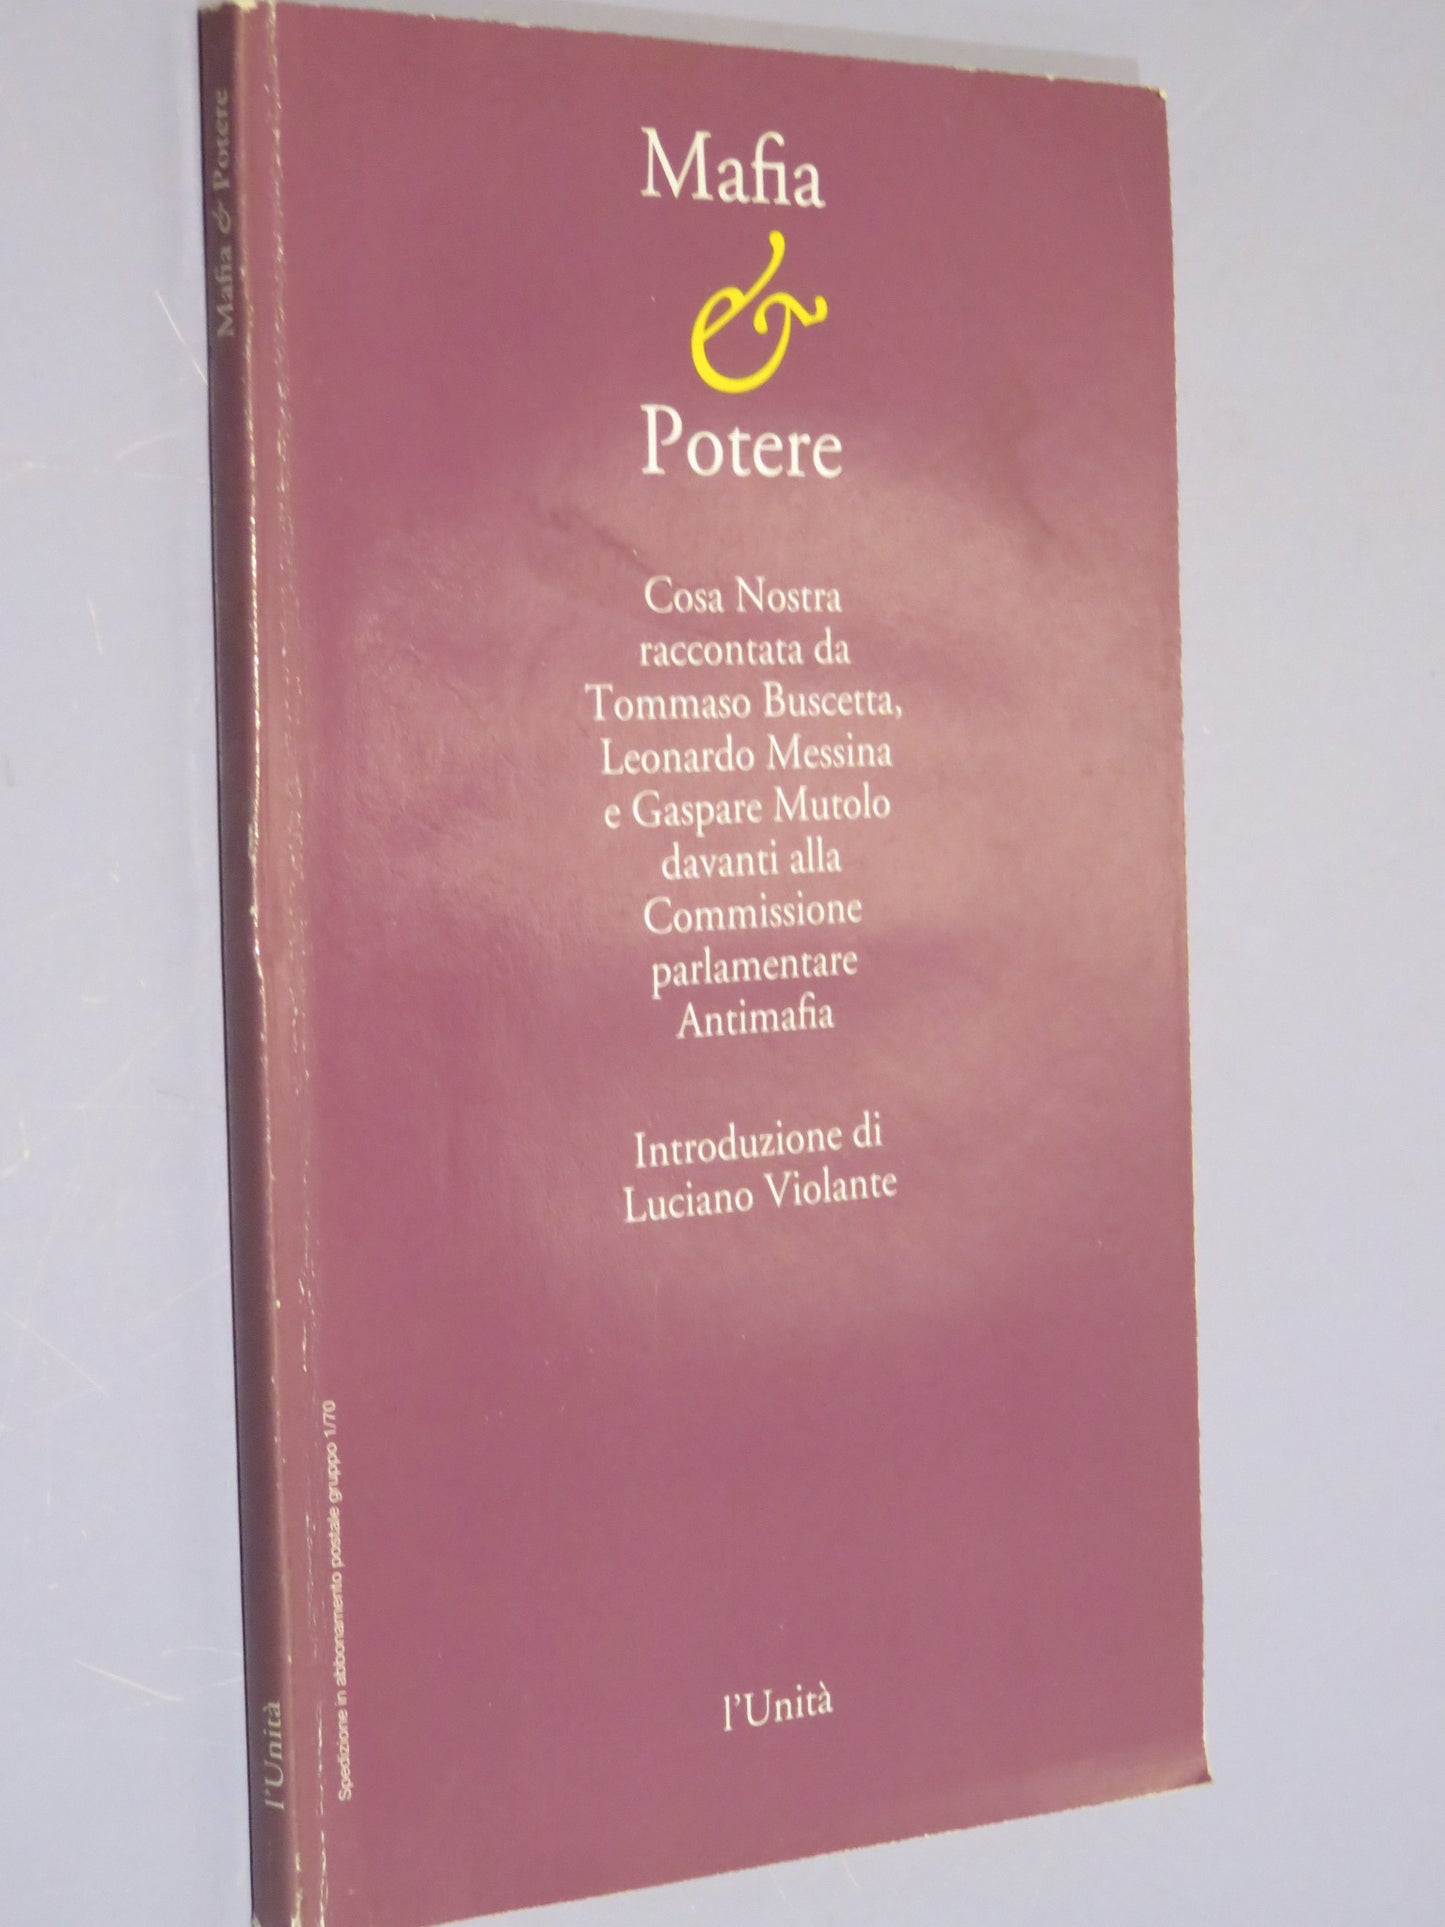 Mafia & Potere
l'Unità
Mafia
&
Potere
Cosa Nostra
raccontata da
Tommaso Buscetta,
Leonardo Messina
e Gaspare Mutolo
davanti alla
Commissione
parlamentare
Antimafia
Introduzione di
Luciano Violante
Spedizione in abbonamento postale gruppo 1/70
l'Unità